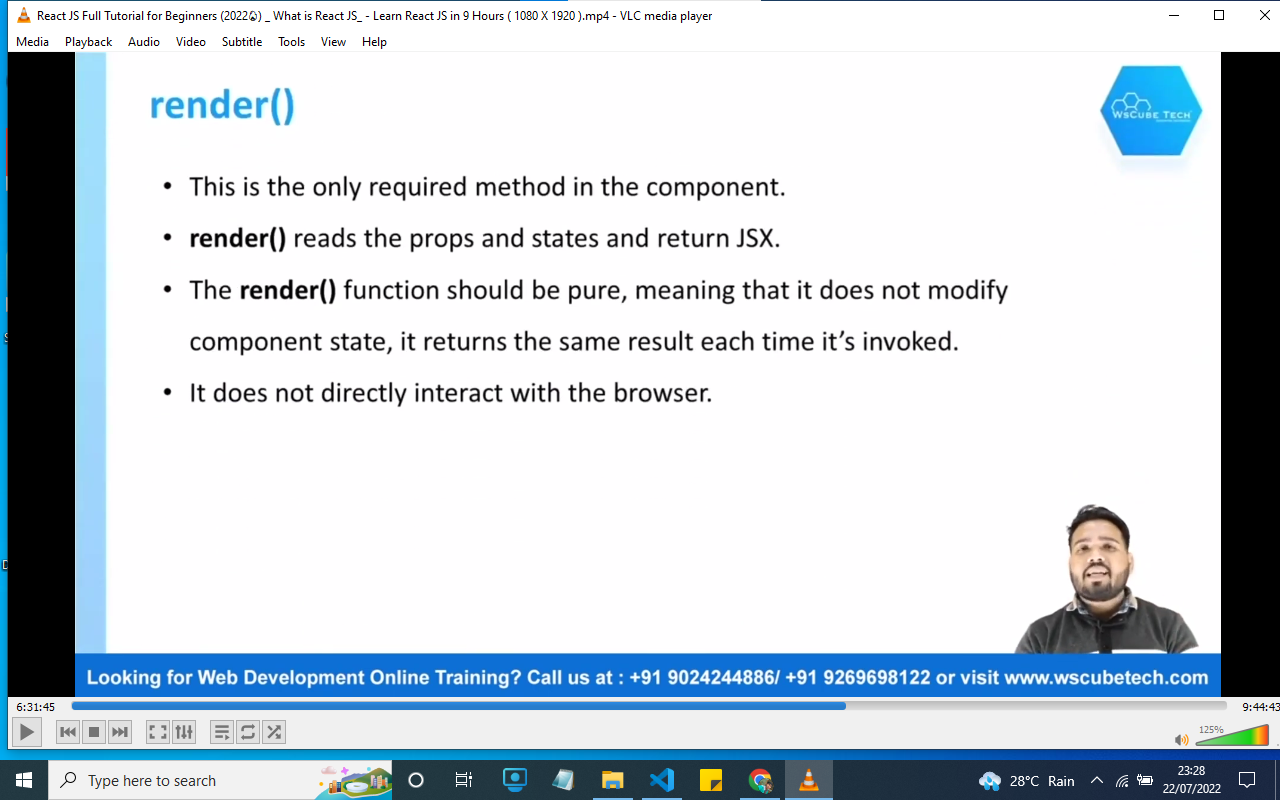 React JS Full Tutorial for Beginners (2022🔥) _ What is React JS_ - Learn React JS in 9 Hours ( 1080 X 1920 ).mp4 - VLC media player
Media Playback Audio Video Subtitle Tools View Help
render()
WsCube Tech
• This is the only required method in the component.
• render() reads the props and states and return JSX.
• The render() function should be pure, meaning that it does not modify
component state, it returns the same result each time it’s invoked.
• It does not directly interact with the browser.
Looking for Web Development Online Training? Call us at : +91 9024244886/ +91 9269698122 or visit www.wscubetech.com
6:31:45 9:44:43
125%
Type here to search
28°C Rain
23:28
22/07/2022